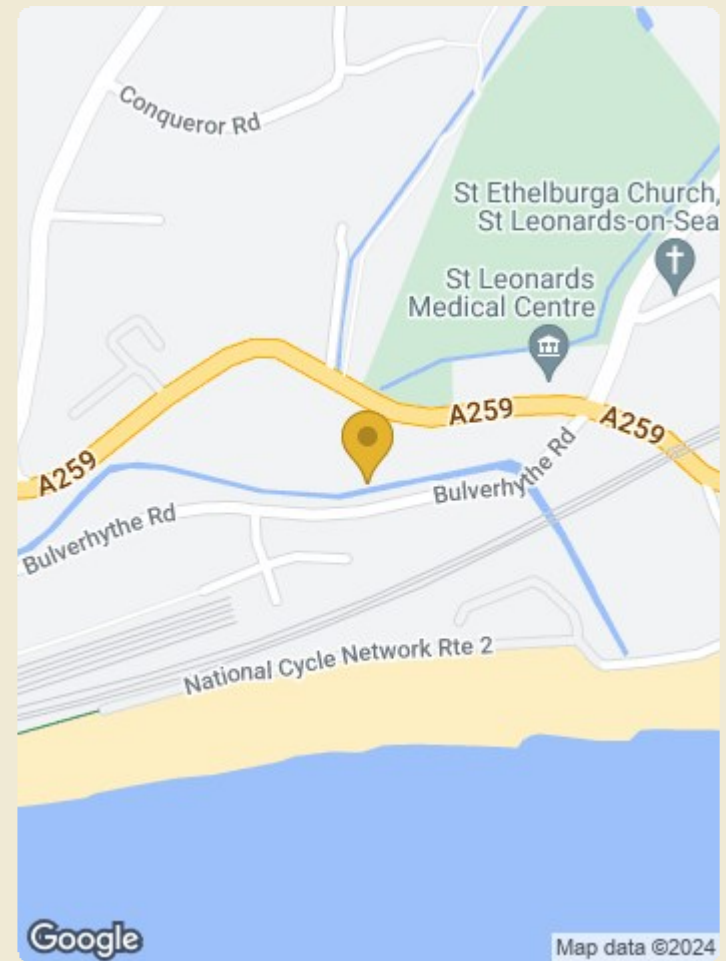 Conqueror Rd
St Ethelburga Church,
St Leonards-on-Sea
St Leonards
Medical Centre
A259
A259
A259
Bulverhythe Rd
Bulverhythe Rd
National Cycle Network Rte 2
Google
Map data ©2024